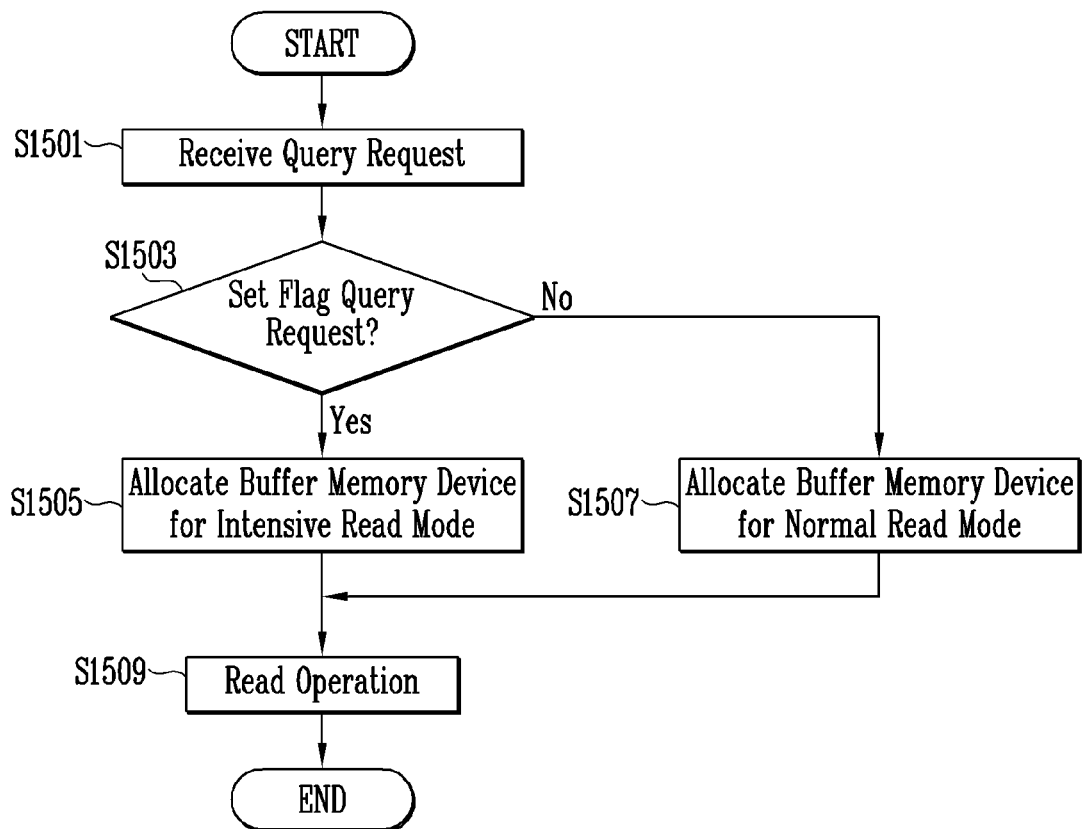 START
S1501
Receive Query Request
S1503
Set Flag Query
Request?
No
Yes
S1505
Allocate Buffer Memory Device
for Intensive Read Mode
S1507
Allocate Buffer Memory Device
for Normal Read Mode
S1509
Read Operation
END